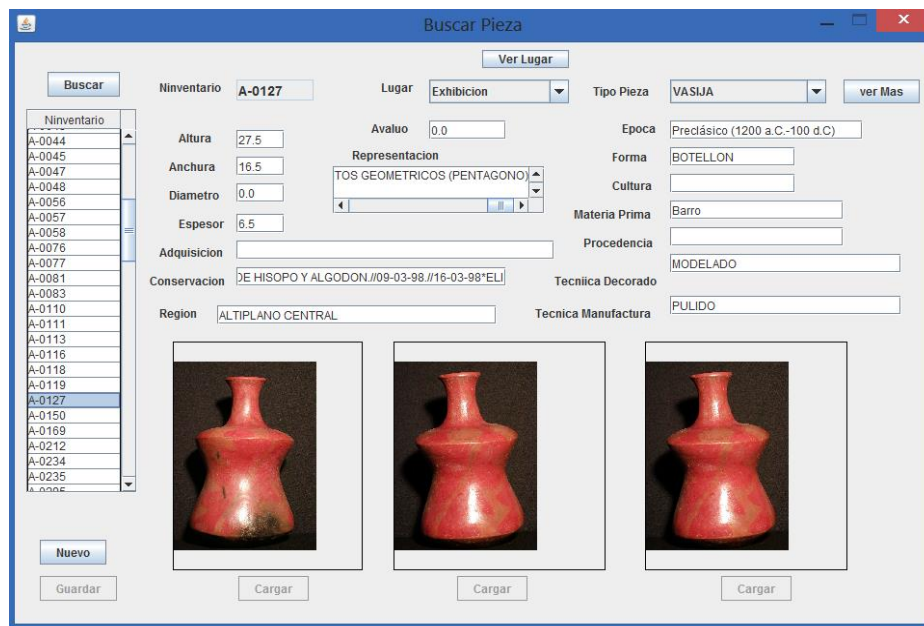 Buscar Pieza
Ver Lugar
Buscar
Ninventario A-0127 Lugar Exhibicion Tipo Pieza VASIJA ver Mas
Ninventario
A-0044
A-0045
A-0047
A-0048
A-0056
A-0057
A-0058
A-0076
A-0077
A-0081
A-0083
A-0110
A-0111
A-0113
A-0116
A-0118
A-0119
A-0127
A-0150
A-0169
A-0212
A-0234
A-0235
Altura 27.5 Avaluo 0.0 Epoca Preclásico (1200 a.C.-100 d.C)
Anchura 16.5 Representacion Forma BOTELLON
TOS GEOMETRICOS (PENTAGONO)
Diametro 0.0 Cultura
Espesor 6.5 Materia Prima Barro
Adquisicion Procedencia
Conservacion DE HISOPO Y ALGODON.//09-03-98.//16-03-98*ELI Tecniica Decorado MODELADO
Region ALTIPLANO CENTRAL Tecnica Manufactura PULIDO
Nuevo
Guardar Cargar Cargar Cargar